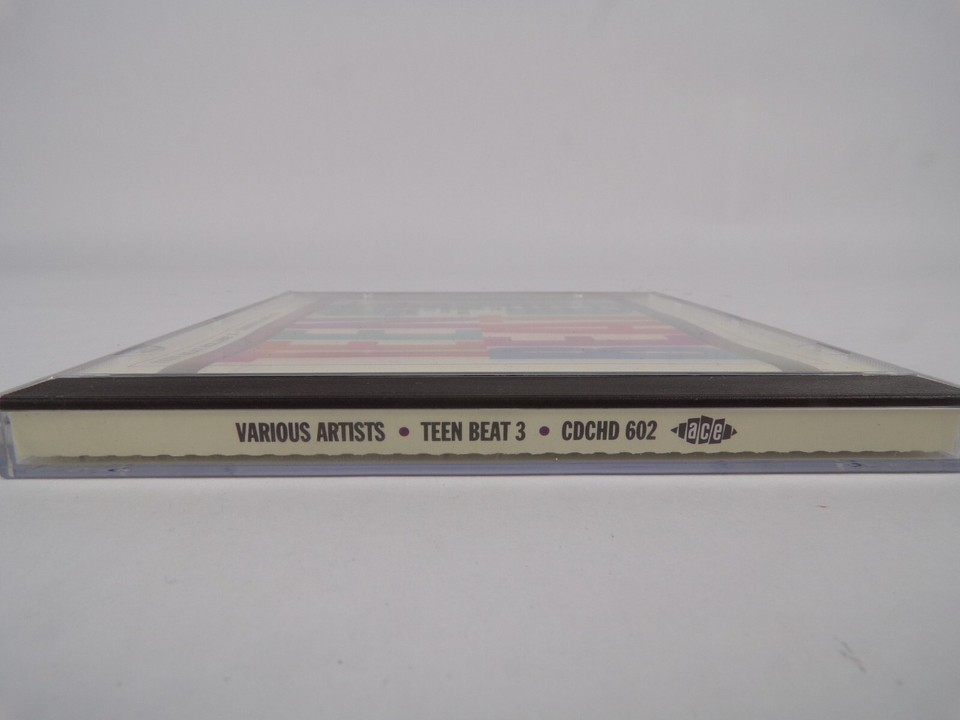 VARIOUS ARTISTS • TEEN BEAT 3 • CDCHD 602 ace